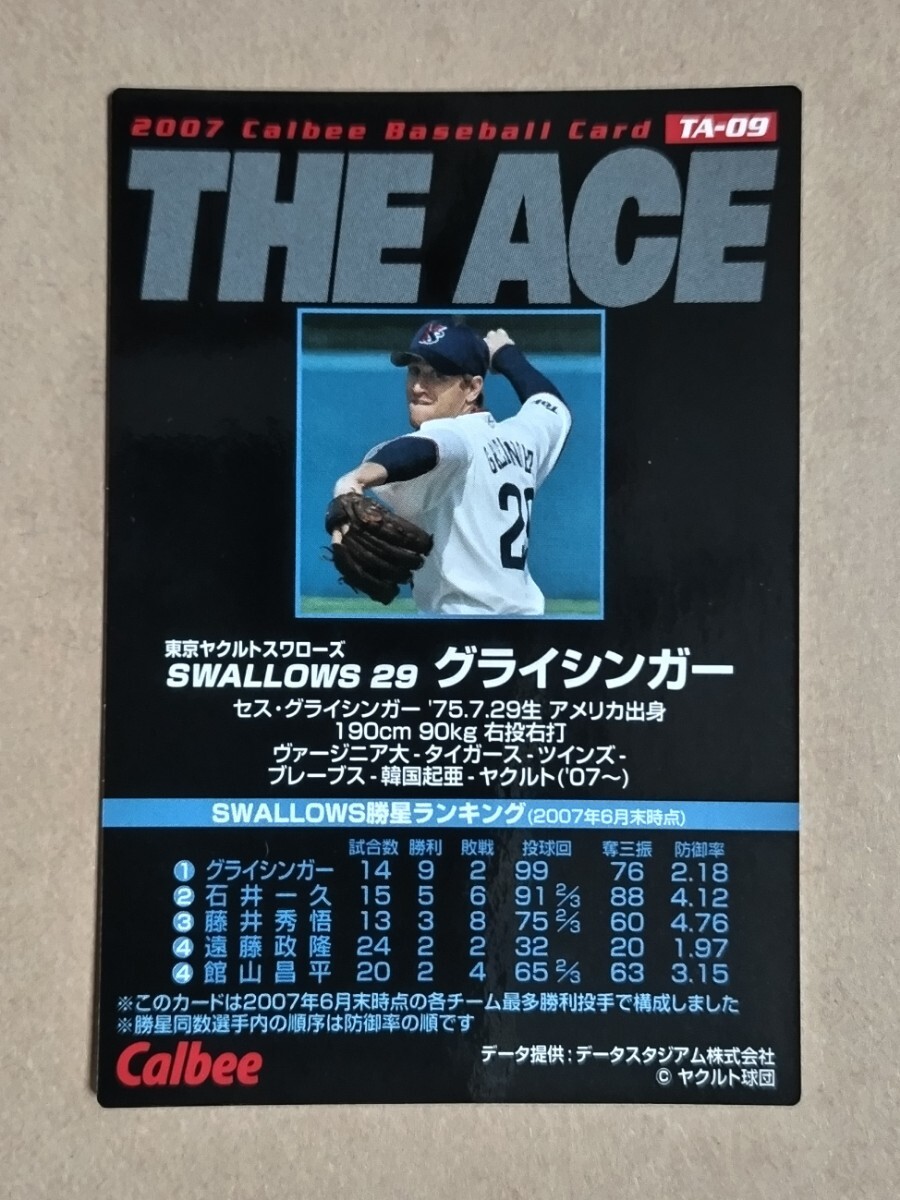 2007 Calbee Baseball Card TA-09
THE ACE
29
東京ヤクルトスワローズ
SWALLOWS 29 グライシンガー
セス・グライシンガー '75.7.29生 アメリカ出身
190cm 90kg 右投右打
ヴァージニア大-タイガース-ツインズ-
ブレーブス-韓国起亜-ヤクルト('07~)
SWALLOWS勝星ランキング(2007年6月末時点)
試合数 勝利 敗戦 投球回 奪三振 防御率
① グライシンガー 14 9 2 99 76 2.18
② 石井一久 15 5 6 91 2/3 88 4.12
③ 藤井秀悟 13 3 8 75 2/3 60 4.76
④ 遠藤政隆 24 2 2 32 20 1.97
④ 館山昌平 20 2 4 65 2/3 63 3.15
※このカードは2007年6月末時点の各チーム最多勝利投手で構成しました
※勝星同数選手内の順序は防御率の順です
Calbee
データ提供:データスタジアム株式会社
© ヤクルト球団